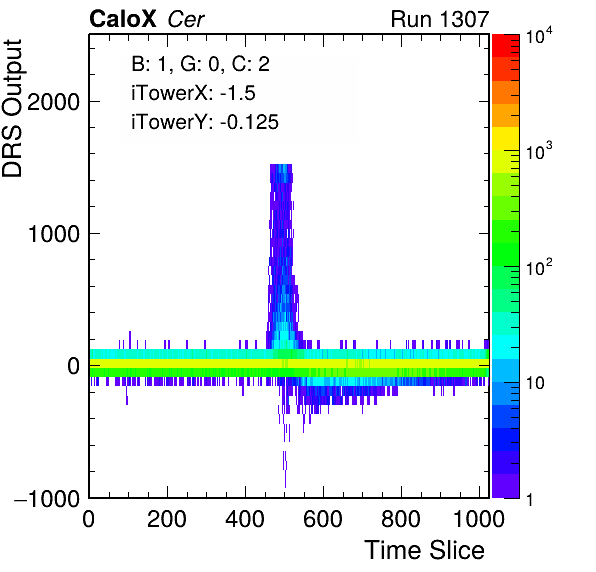 CaloX Cer Run 1307
B: 1, G: 0, C: 2
iTowerX: -1.5
iTowerY: -0.125
DRS Output
2000
1000
0
−1000
0 200 400 600 800 1000
Time Slice
10⁴
10³
10²
10
1